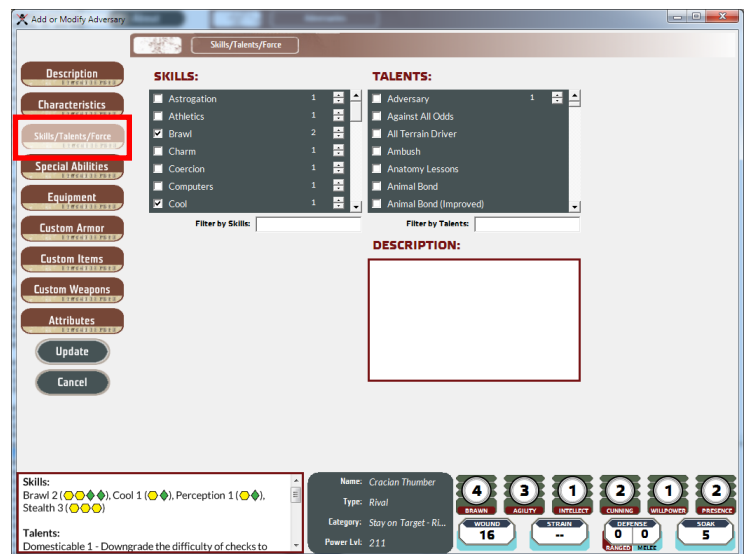 Add or Modify Adversary
Skills/Talents/Force
Description
Characteristics
Skills/Talents/Force
Special Abilities
Equipment
Custom Armor
Custom Items
Custom Weapons
Attributes
Update
Cancel
SKILLS:
Astrogation 1
Athletics 1
Brawl 2
Charm 1
Coercion 1
Computers 1
Cool 1
Filter by Skills:
TALENTS:
Adversary 1
Against All Odds
All Terrain Driver
Ambush
Anatomy Lessons
Animal Bond
Animal Bond (Improved)
Filter by Talents:
DESCRIPTION:
Skills:
Brawl 2 (), Cool 1 (), Perception 1 (),
Stealth 3 ()
Talents:
Domesticable 1 - Downgrade the difficulty of checks to
Name: Cracian Thumber
Type: Rival
Category: Stay on Target - Ri...
Power Lvl: 211
4 3 1 2 1 2
BRAWN AGILITY INTELLECT CUNNING WILLPOWER PRESENCE
WOUND STRAIN DEFENSE SOAK
16 -- 0 0 5
RANGED MELEE